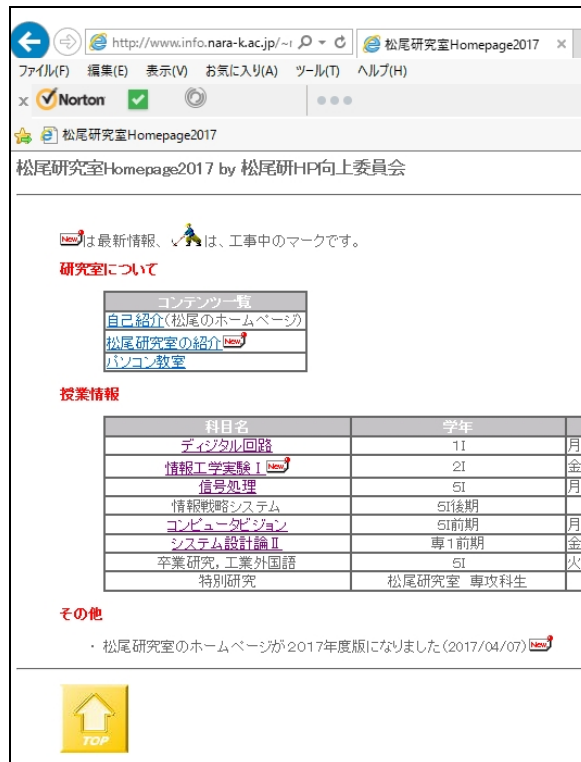 http://www.info.nara-k.ac.jp/~ 松尾研究室Homepage2017
ファイル(F) 編集(E) 表示(V) お気に入り(A) ツール(T) ヘルプ(H)
x Norton
松尾研究室Homepage2017
松尾研究室Homepage2017 by 松尾研HP向上委員会
Newは最新情報、は、工事中のマークです。
研究室について
コンテンツ一覧
自己紹介(松尾のホームページ)
松尾研究室の紹介 New
パソコン教室
授業情報
科目名 学年
ディジタル回路 1I 月
情報工学実験Ⅰ New 2I 金
信号処理 5I 月
情報戦略システム 5I後期
コンピュータビジョン 5I前期 月
システム設計論Ⅱ 専1前期 金
卒業研究,工業外国語 5I 火
特別研究 松尾研究室 専攻科生
その他
・松尾研究室のホームページが2017年度版になりました(2017/04/07) New
TOP